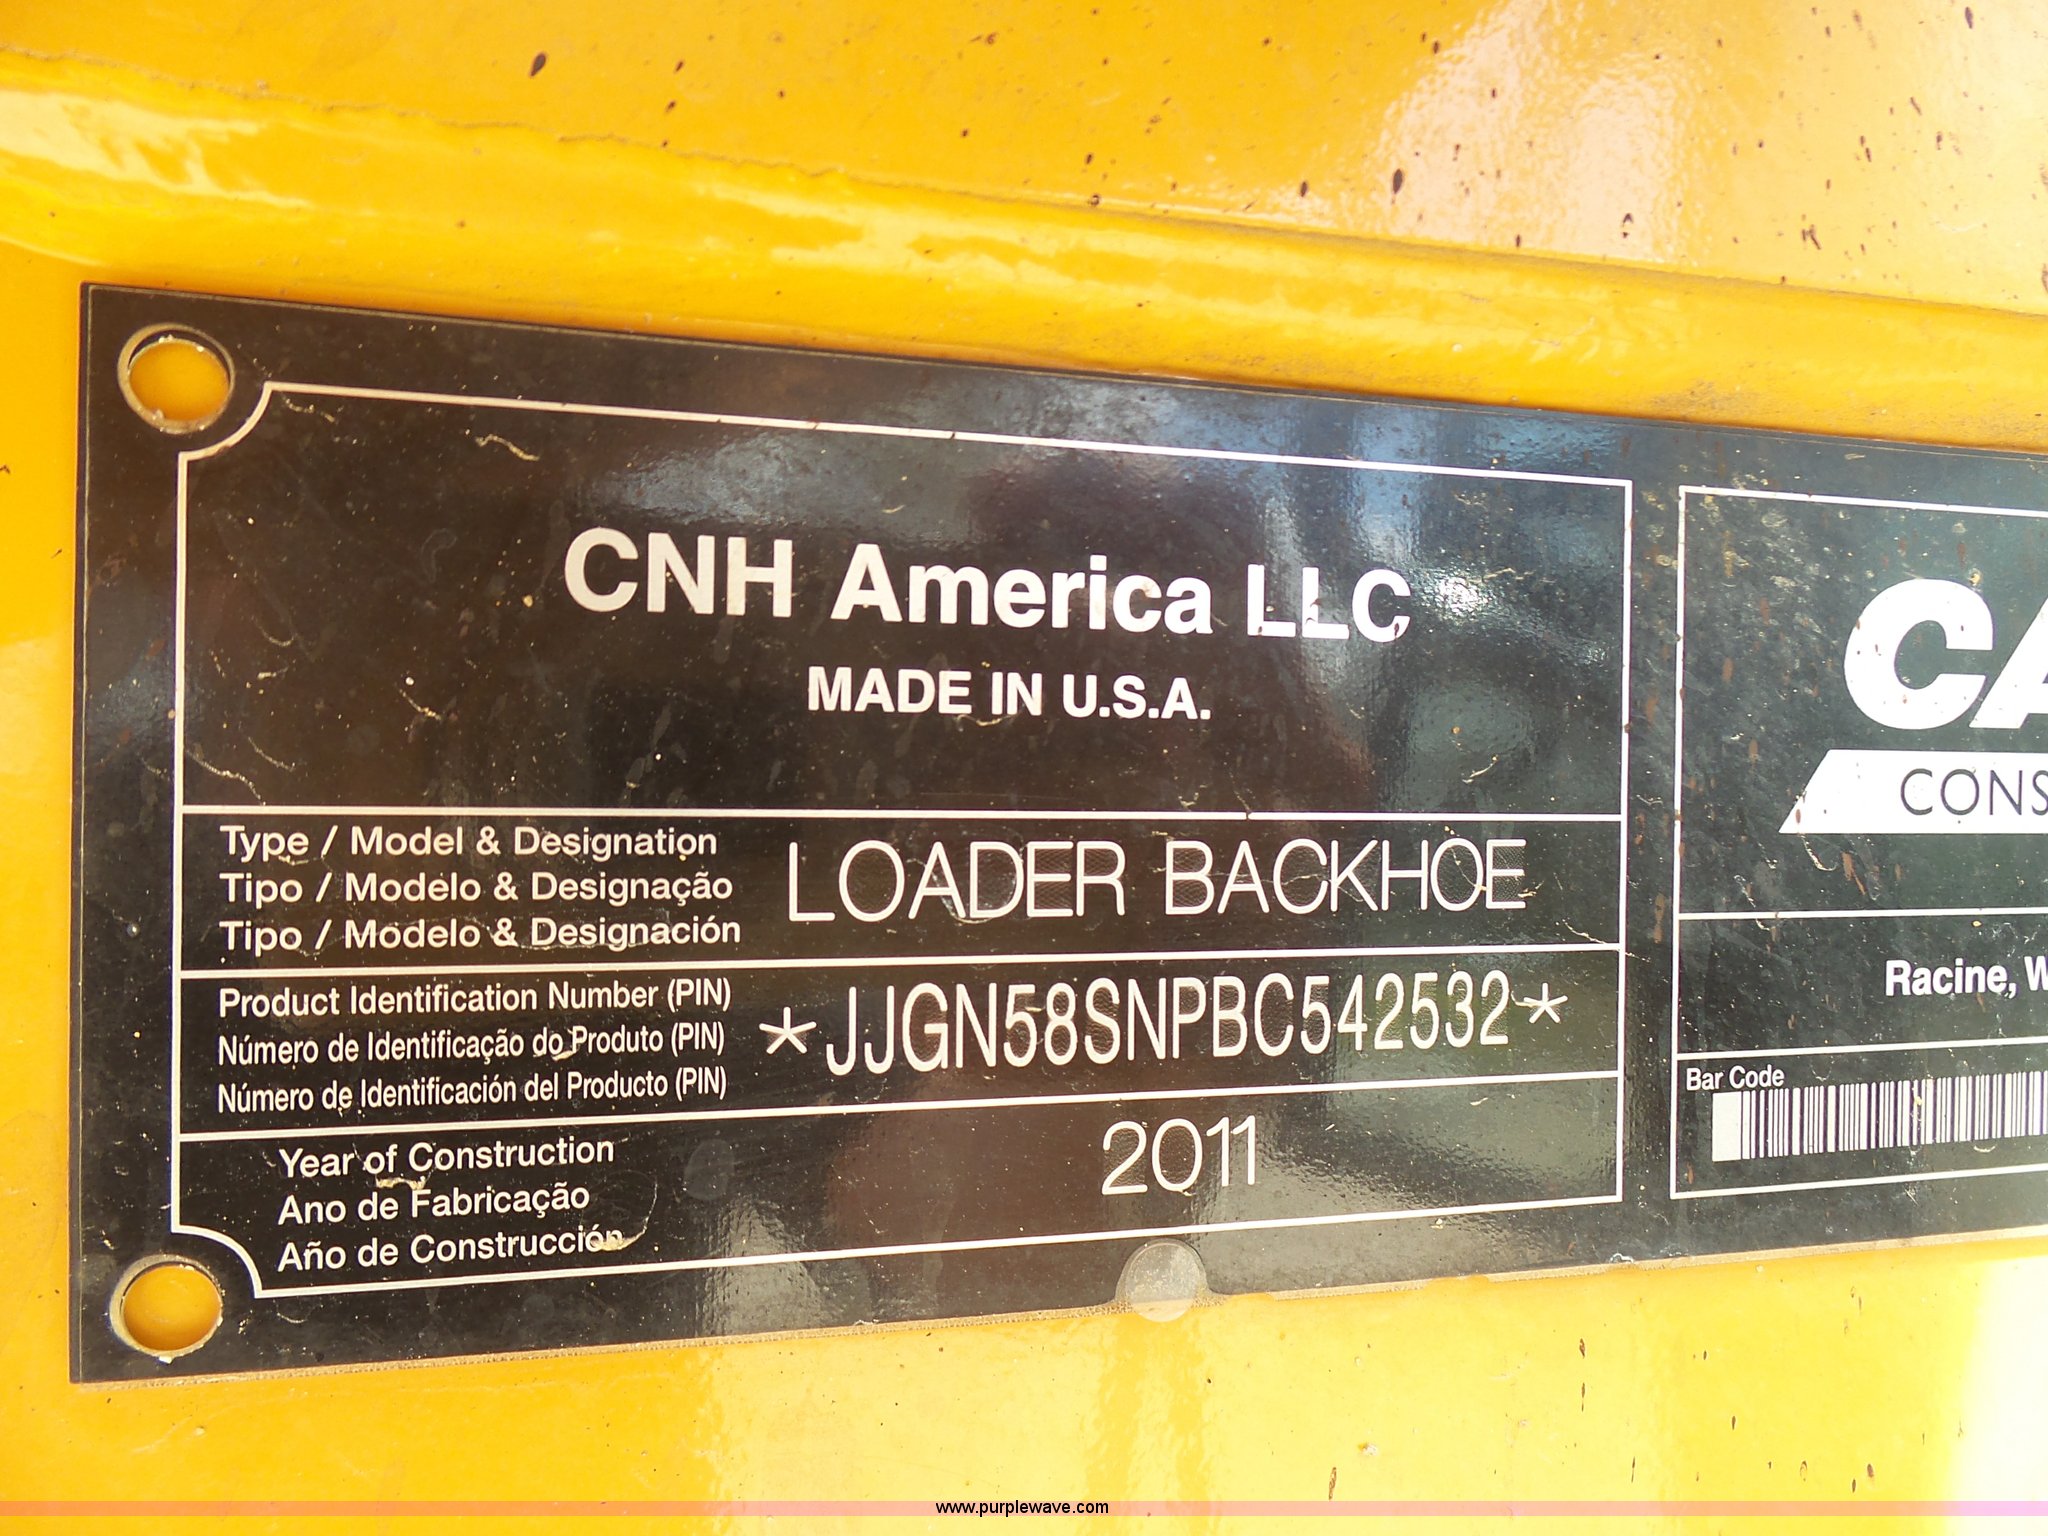 CNH America LLC
MADE IN U.S.A.
Type / Model & Designation
Tipo / Modelo & Designação
Tipo / Modelo & Designación
LOADER BACKHOE
Product Identification Number (PIN)
Número de Identificação do Produto (PIN)
Número de Identificación del Producto (PIN)
*JJGN58SNPBC542532*
Year of Construction
Ano de Fabricação
Año de Construcción
2011
CA
CONS
Racine, W
Bar Code
www.purplewave.com